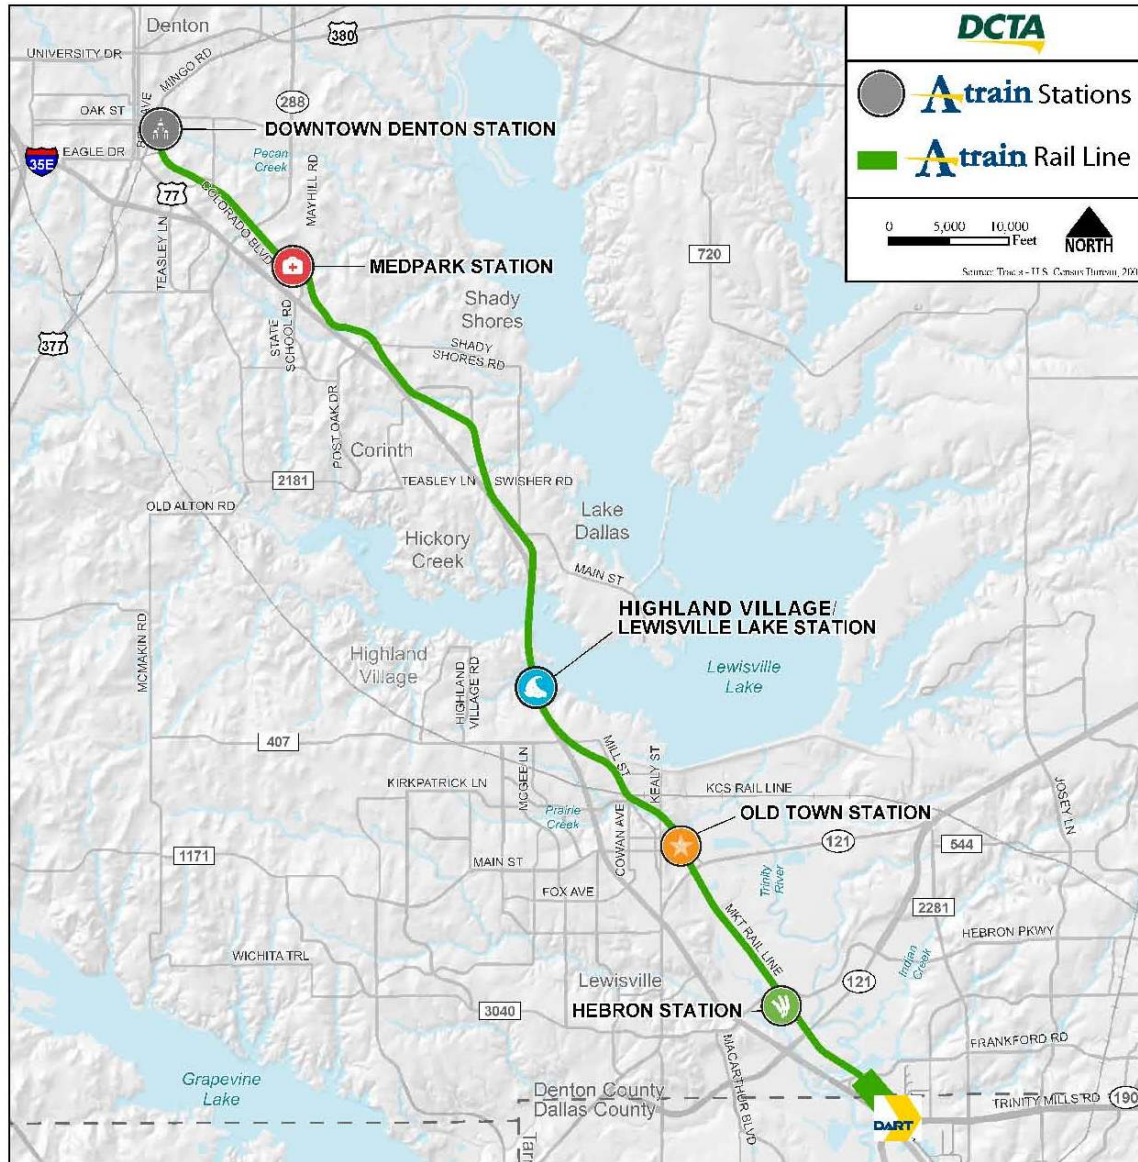 Denton
380
DCTA
UNIVERSITY DR
MINGO RD
Atrain Stations
OAK ST
288
DOWNTOWN DENTON STATION
EAGLE DR
35E
Pecan
Creek
Atrain Rail Line
MAYHILL RD
77
COLORADO BLVD
TEASLEY LN
0 5,000 10,000
Feet
NORTH
720
MEDPARK STATION
Source:
U.S. Census Bureau,
Shady
Shores
STATE
SCHOOL RD
377
SHADY
SHORES RD
POST OAK DR
Corinth
2181
TEASLEY LN
SWISHER RD
OLD ALTON RD
Lake
Dallas
Hickory
Creek
MAIN ST
HIGHLAND VILLAGE/
LEWISVILLE LAKE STATION
MCMAKIN RD
Highland
Village
HIGHLAND
VILLAGE RD
Lewisville
Lake
407
MILL ST
KEALY ST
MCGEE LN
KIRKPATRICK LN
KCS RAIL LINE
JOSEY LN
Prairie
Creek
OLD TOWN STATION
COWAN AVE
121
544
1171
MAIN ST
Trinity
River
FOX AVE
2281
MKT RAIL LINE
HEBRON PKWY
WICHITA TRL
Indian
Creek
Lewisville
121
3040
HEBRON STATION
FRANKFORD RD
MACARTHUR BLVD
Grapevine
Lake
Denton County
Dallas County
TRINITY MILLS RD
190
DART
Tarr